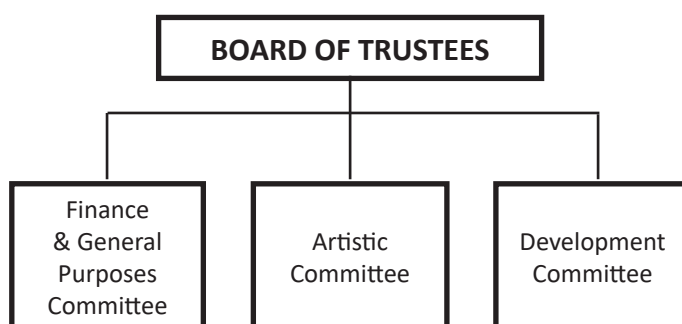 BOARD OF TRUSTEES
Finance
& General
Purposes
Committee
Artistic
Committee
Development
Committee